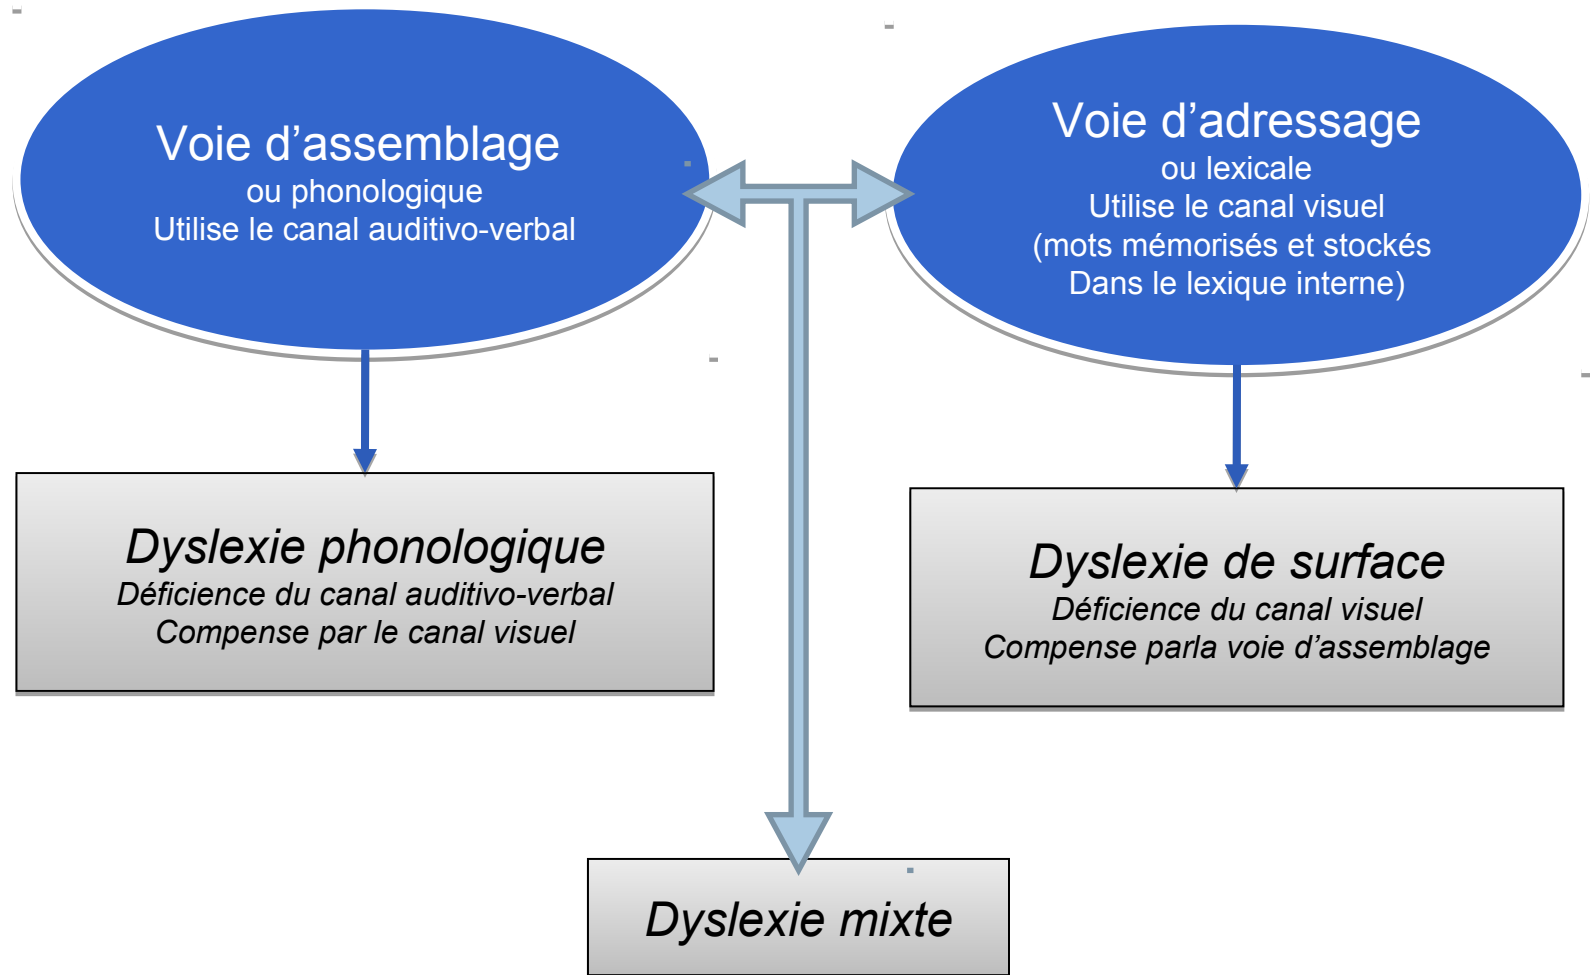 Voie d’assemblage
ou phonologique
Utilise le canal auditivo-verbal
Voie d’adressage
ou lexicale
Utilise le canal visuel
(mots mémorisés et stockés
Dans le lexique interne)
Dyslexie phonologique
Déficience du canal auditivo-verbal
Compense par le canal visuel
Dyslexie de surface
Déficience du canal visuel
Compense parla voie d’assemblage
Dyslexie mixte